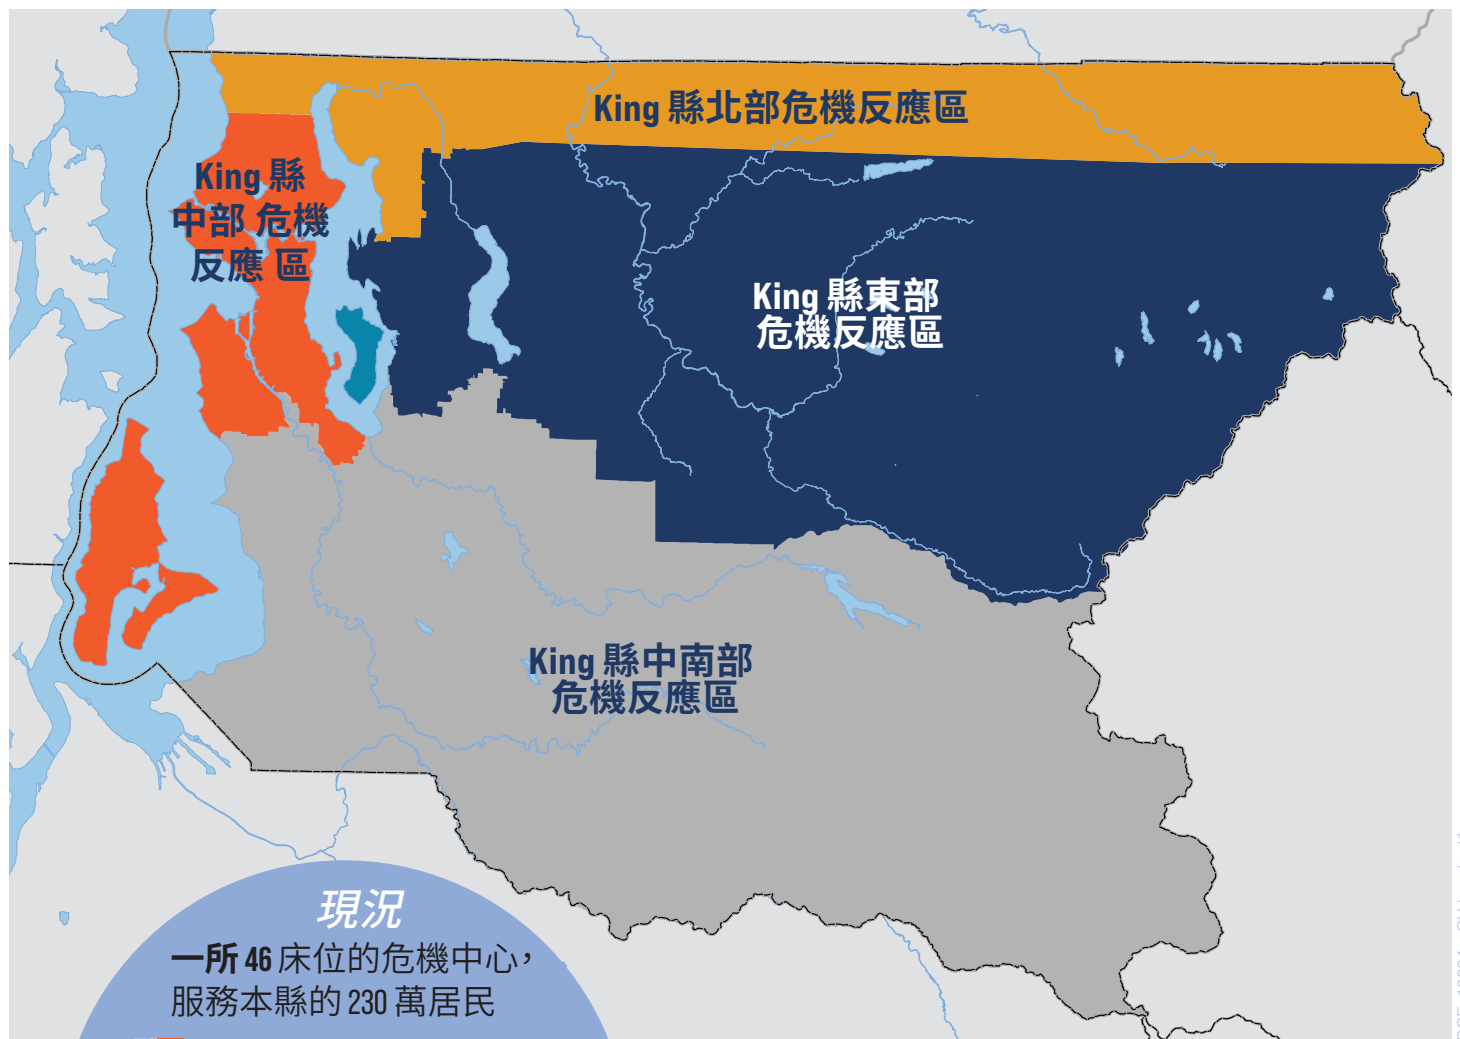 King 縣北部危機反應區
King 縣
中部 危機
反應 區
King 縣東部
危機反應區
King 縣中南部
危機反應區
現況
一所 46 床位的危機中心，
服務本縣的 230 萬居民